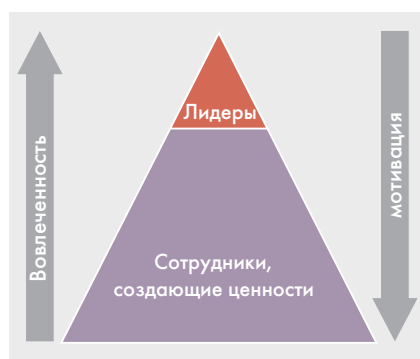 Вовлеченность
Лидеры
Сотрудники,
создающие ценности
мотивация